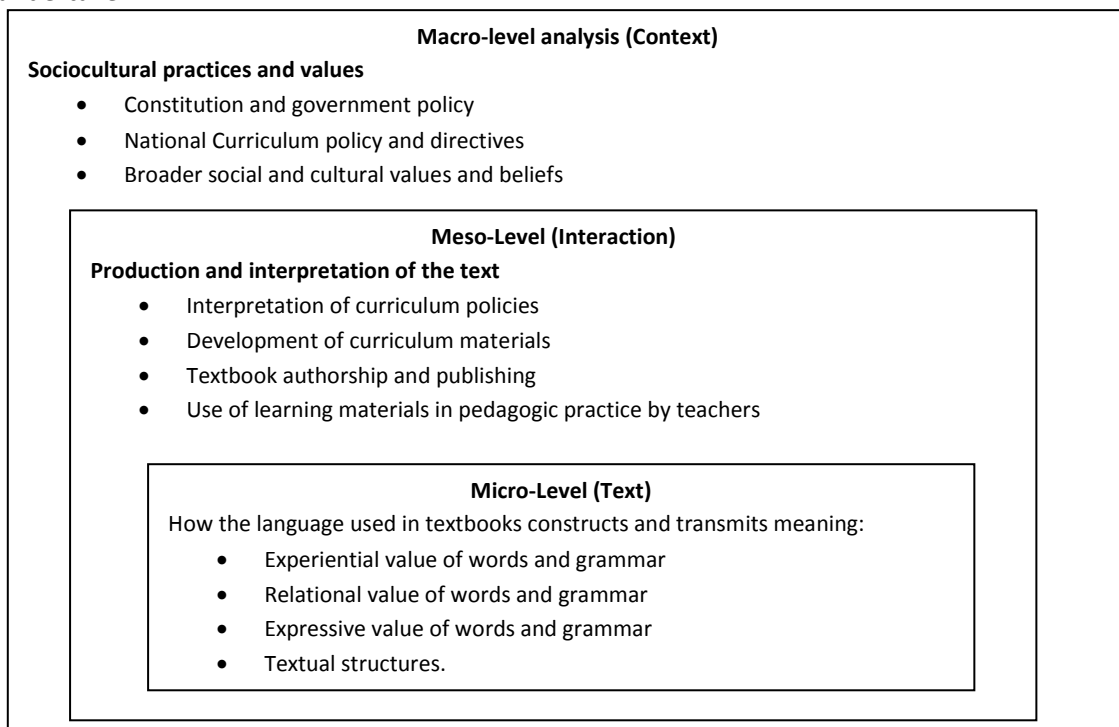 Macro-level analysis (Context)
Sociocultural practices and values
• Constitution and government policy
• National Curriculum policy and directives
• Broader social and cultural values and beliefs
Meso-Level (Interaction)
Production and interpretation of the text
• Interpretation of curriculum policies
• Development of curriculum materials
• Textbook authorship and publishing
• Use of learning materials in pedagogic practice by teachers
Micro-Level (Text)
How the language used in textbooks constructs and transmits meaning:
• Experiential value of words and grammar
• Relational value of words and grammar
• Expressive value of words and grammar
• Textual structures.